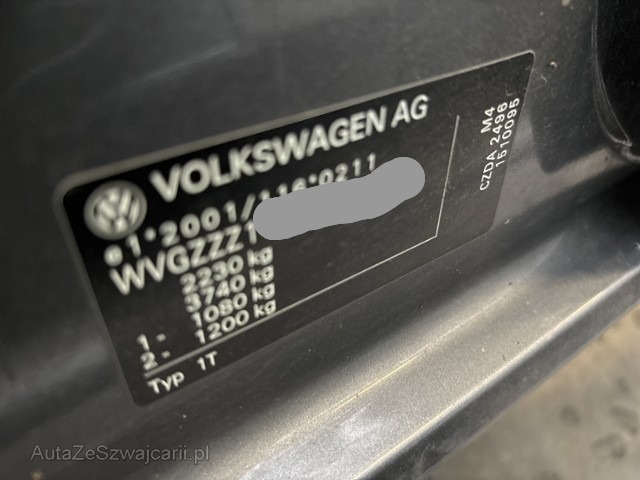 VOLKSWAGEN AG
e1*2001/116*0211
WVGZZZ1
2230 kg
3740 kg
1- 1080 kg
2- 1200 kg
Typ 1T
M4
CZDA 2496
1510095
AutaZeSzwajcarii.pl